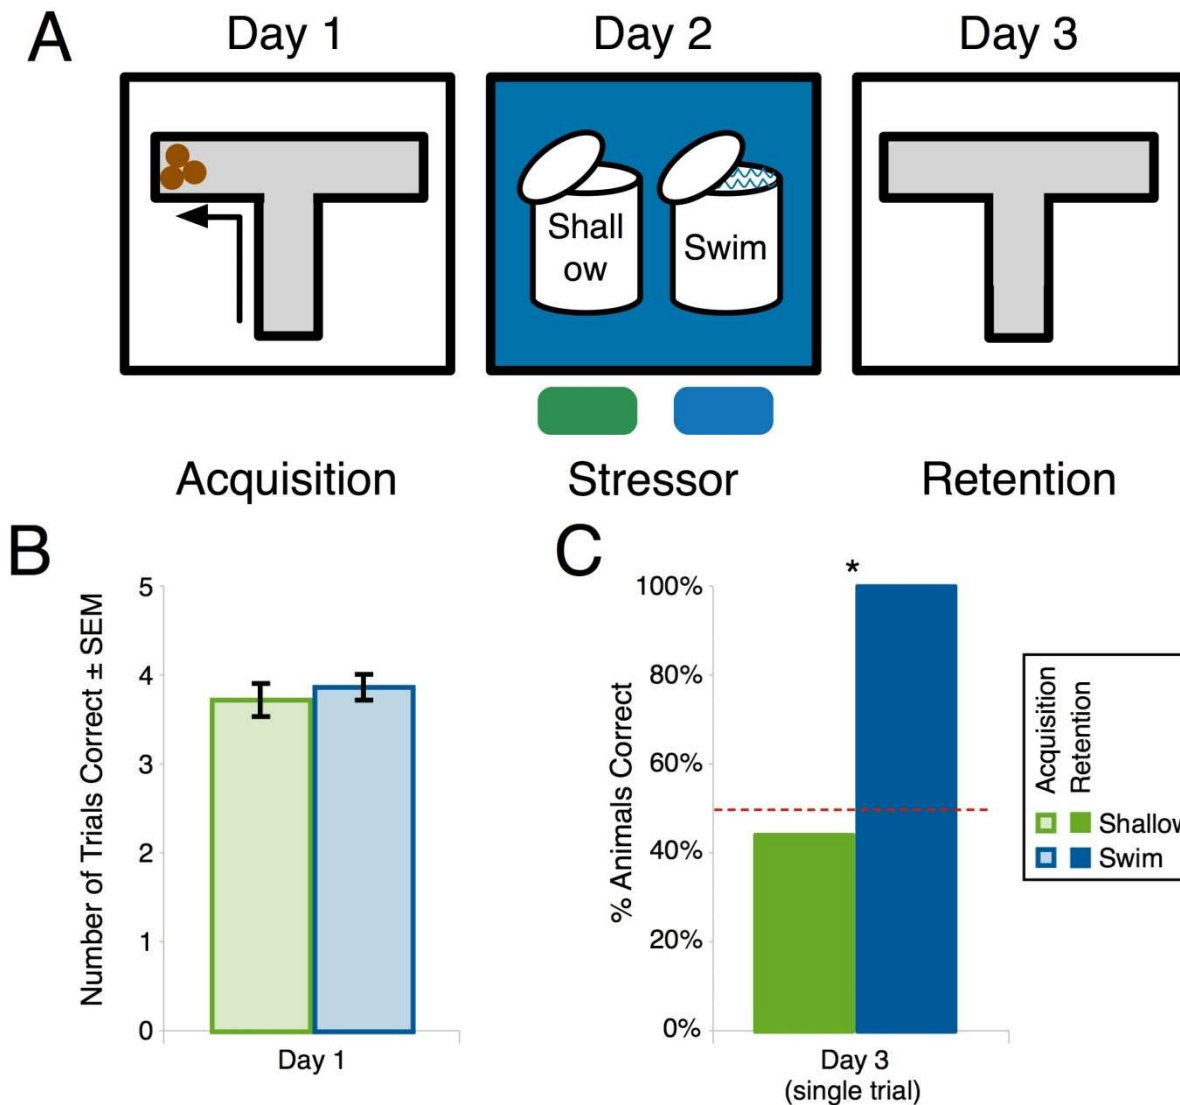 A
Day 1
Day 2
Day 3
Shall
ow
Swim
Acquisition
Stressor
Retention
B
Number of Trials Correct ± SEM
5
4
3
2
1
0
Day 1
C
% Animals Correct
100%
80%
60%
40%
20%
0%
*
Day 3
(single trial)
Acquisition
Retention
Shallow
Swim